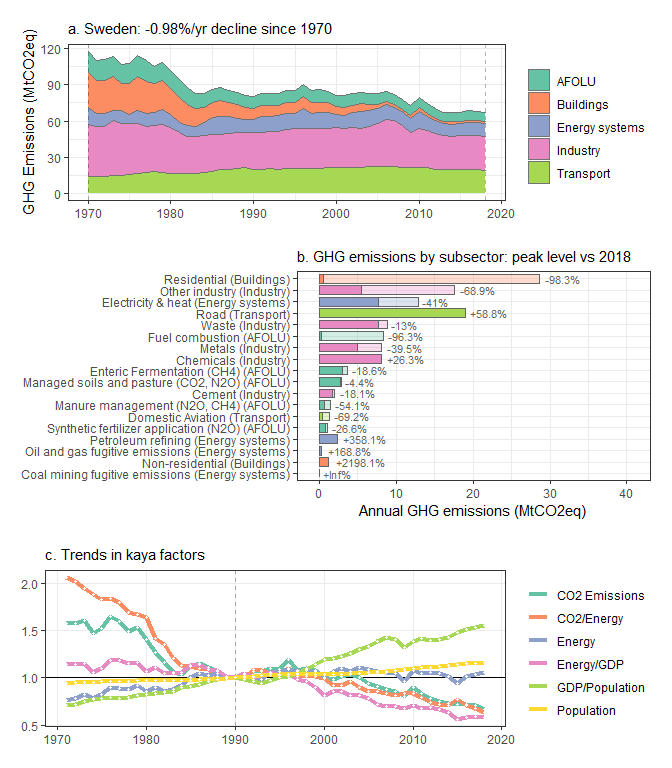 a. Sweden: -0.98%/yr decline since 1970
GHG Emissions (MtCO2eq)
120
90
60
30
0
1970
1980
1990
2000
2010
2020
AFOLU
Buildings
Energy systems
Industry
Transport
b. GHG emissions by subsector: peak level vs 2018
Residential (Buildings)
-98.3%
Other industry (Industry)
-68.9%
Electricity & heat (Energy systems)
-41%
Road (Transport)
+58.8%
Waste (Industry)
-13%
Fuel combustion (AFOLU)
-96.3%
Metals (Industry)
-39.5%
Chemicals (Industry)
+26.3%
Enteric Fermentation (CH4) (AFOLU)
-18.6%
Managed soils and pasture (CO2, N2O) (AFOLU)
-4.4%
Cement (Industry)
-18.1%
Manure management (N2O, CH4) (AFOLU)
-54.1%
Domestic Aviation (Transport)
-69.2%
Synthetic fertilizer application (N2O) (AFOLU)
-26.6%
Petroleum refining (Energy systems)
+358.1%
Oil and gas fugitive emissions (Energy systems)
+168.8%
Non-residential (Buildings)
+2198.1%
Coal mining fugitive emissions (Energy systems)
+Inf%
0
10
20
30
40
Annual GHG emissions (MtCO2eq)
c. Trends in kaya factors
2.0
1.5
1.0
0.5
1970
1980
1990
2000
2010
2020
CO2 Emissions
CO2/Energy
Energy
Energy/GDP
GDP/Population
Population